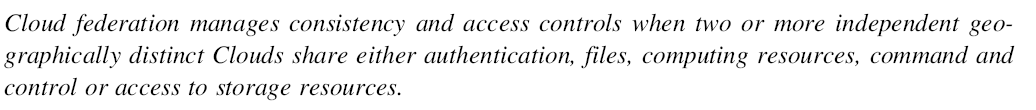 Cloud federation manages consistency and access controls when two or more independent geo-
graphically distinct Clouds share either authentication, files, computing resources, command and
control or access to storage resources.